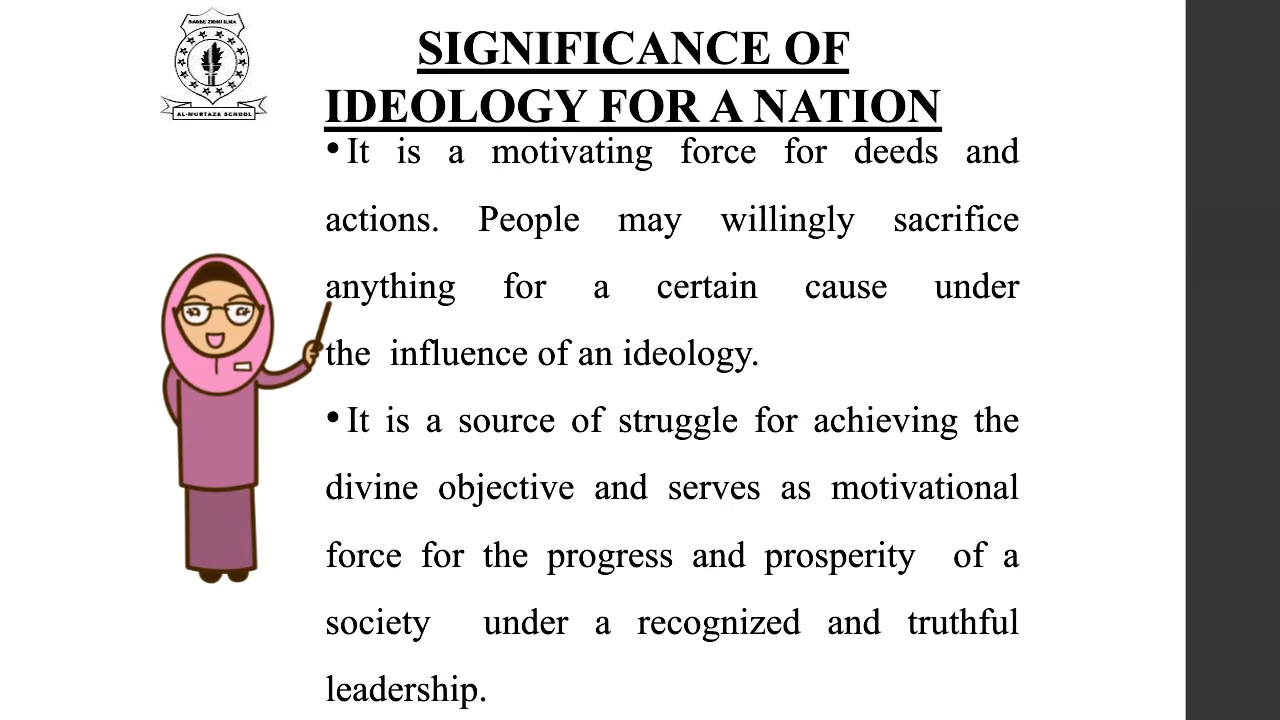 RABBE ZIDNI ILMA
AL-MURTAZA SCHOOL
SIGNIFICANCE OF
IDEOLOGY FOR A NATION
• It is a motivating force for deeds and
actions. People may willingly sacrifice
anything for a certain cause under
the influence of an ideology.
• It is a source of struggle for achieving the
divine objective and serves as motivational
force for the progress and prosperity of a
society under a recognized and truthful
leadership.